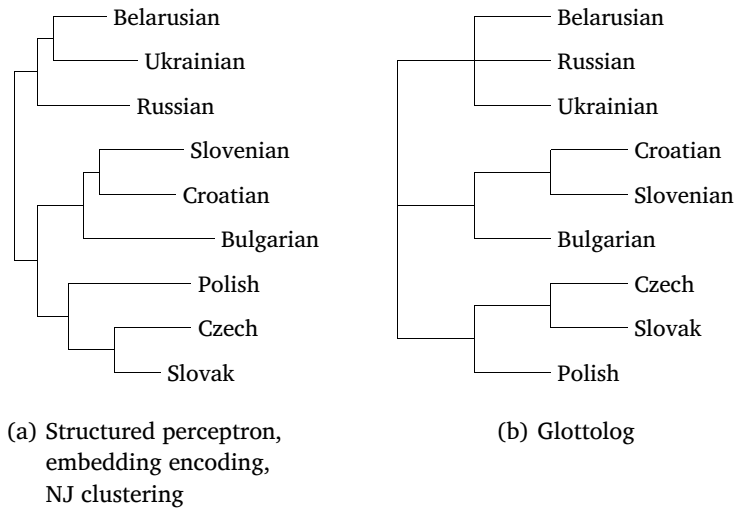 Belarusian
Ukrainian
Russian
Slovenian
Croatian
Bulgarian
Polish
Czech
Slovak
(a) Structured perceptron,
embedding encoding,
NJ clustering
Belarusian
Russian
Ukrainian
Croatian
Slovenian
Bulgarian
Czech
Slovak
Polish
(b) Glottolog